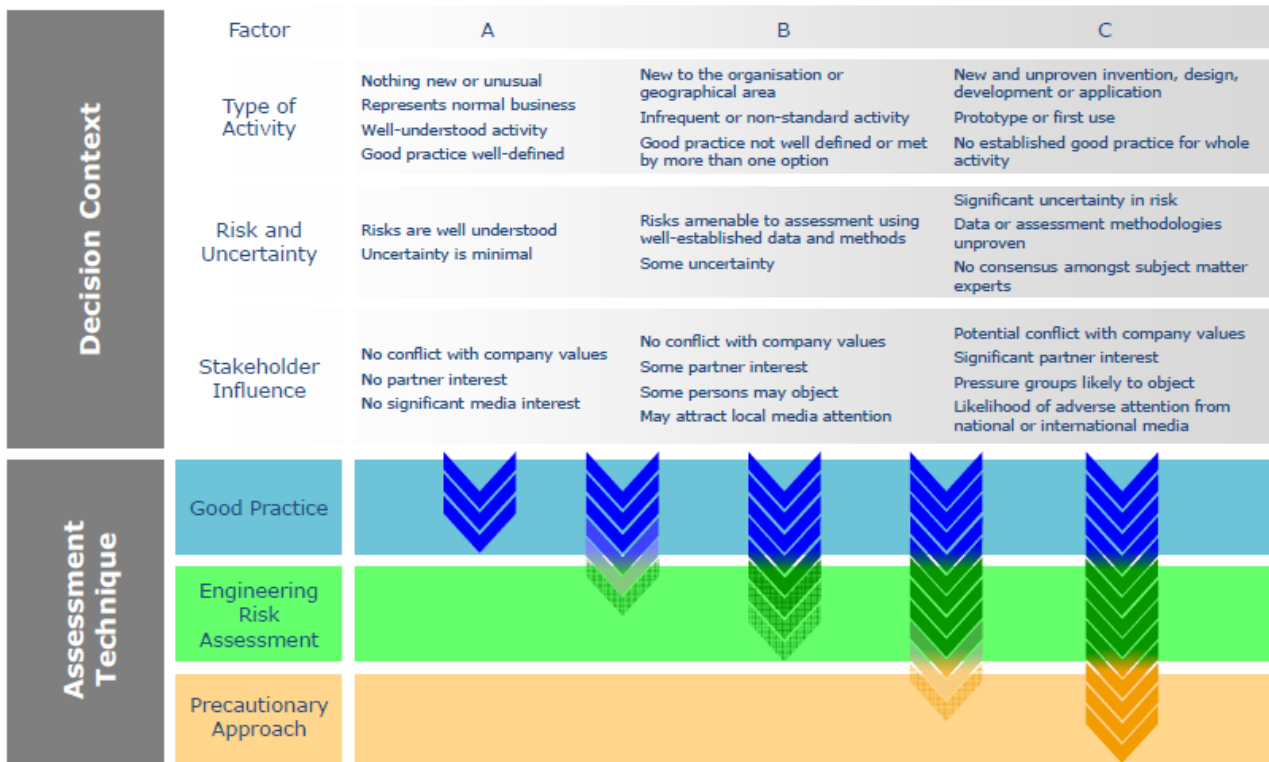 Decision Context
Factor
A
B
C
Type of
Activity
Nothing new or unusual
Represents normal business
Well-understood activity
Good practice well-defined
New to the organisation or
geographical area
Infrequent or non-standard activity
Good practice not well defined or met
by more than one option
New and unproven invention, design,
development or application
Prototype or first use
No established good practice for whole
activity
Risk and
Uncertainty
Risks are well understood
Uncertainty is minimal
Risks amenable to assessment using
well-established data and methods
Some uncertainty
Significant uncertainty in risk
Data or assessment methodologies
unproven
No consensus amongst subject matter
experts
Stakeholder
Influence
No conflict with company values
No partner interest
No significant media interest
No conflict with company values
Some partner interest
Some persons may object
May attract local media attention
Potential conflict with company values
Significant partner interest
Pressure groups likely to object
Likelihood of adverse attention from
national or international media
Assessment
Technique
Good Practice
Engineering
Risk
Assessment
Precautionary
Approach